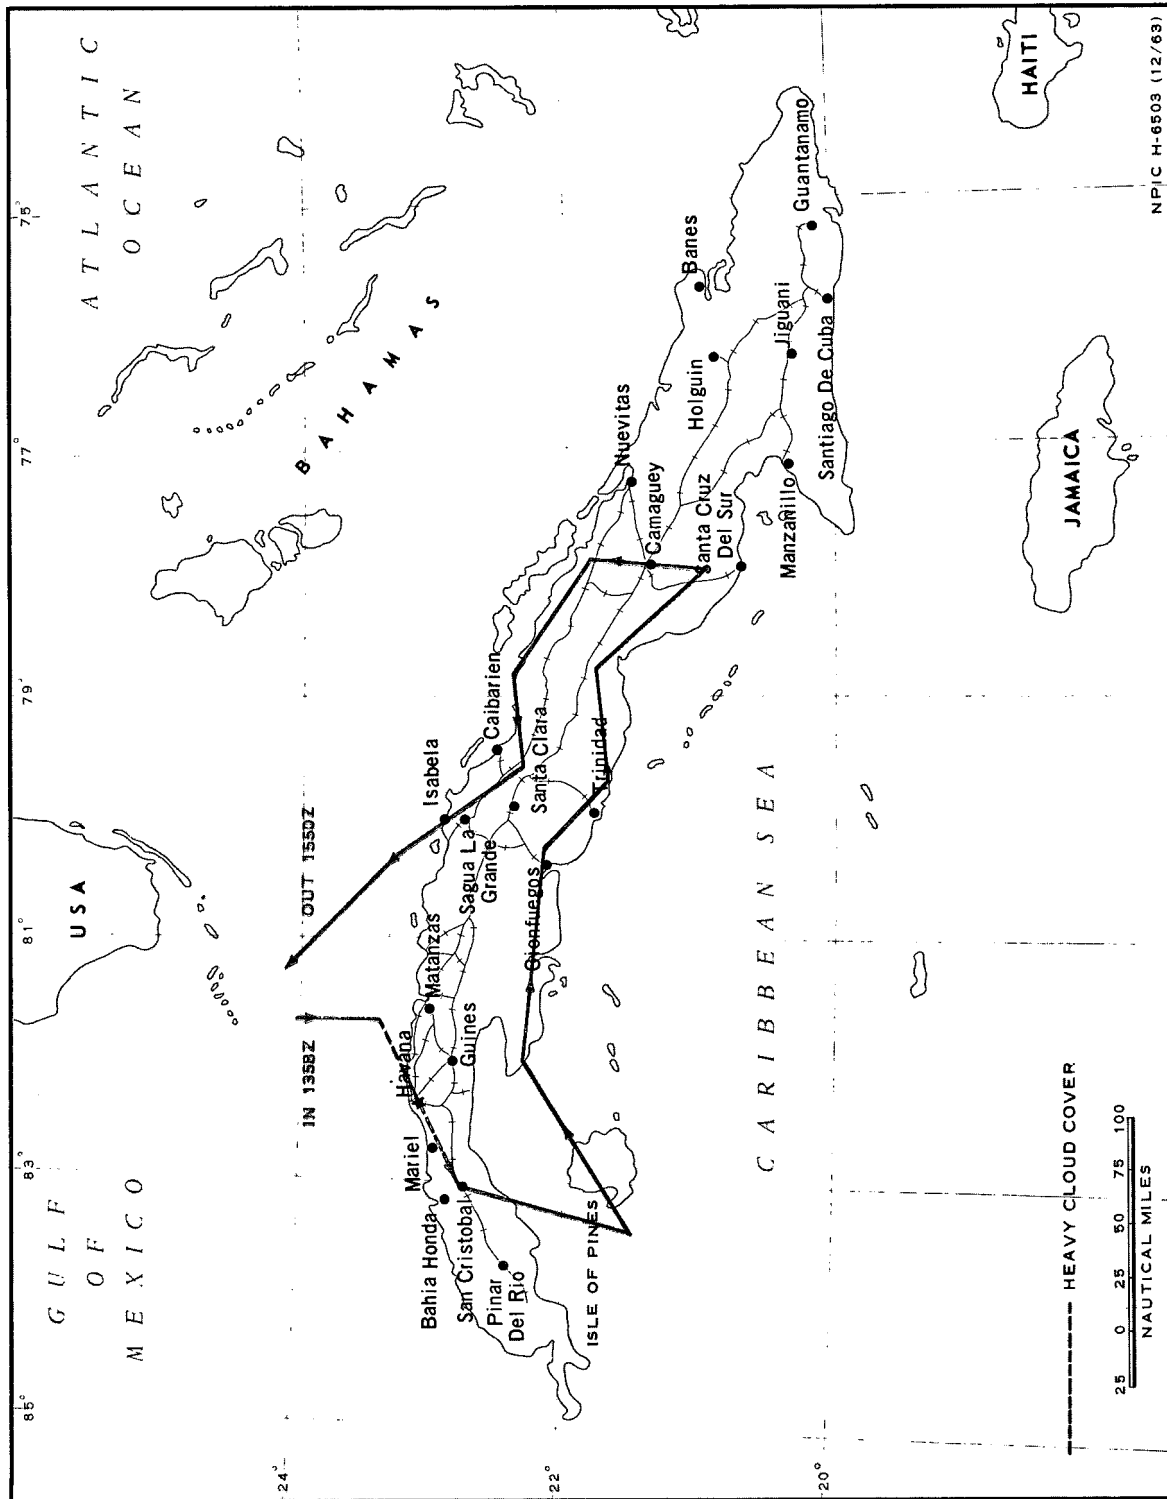 85°
83°
81°
79°
77°
75°
GULF
OF
MEXICO
USA
ATLANTIC
OCEAN
BAHAMAS
24°
IN 1358Z
OUT 1550Z
Havana
Matanzas
Isabela
Mariel
Bahia Honda
San Cristobal
Guines
Sagua La
Grande
Caibarien
Santa Clara
Pinar
Del Rio
22°
Cienfuegos
Trinidad
Nuevitas
Camaguey
ISLE OF PINES
Santa Cruz
Del Sur
Holguin
Banes
Manzanillo
Jiguani
Santiago De Cuba
Guantanamo
20°
CARIBBEAN SEA
JAMAICA
HAITI
HEAVY CLOUD COVER
25 0 25 50 75 100
NAUTICAL MILES
NPIC H-6503 (12/63)